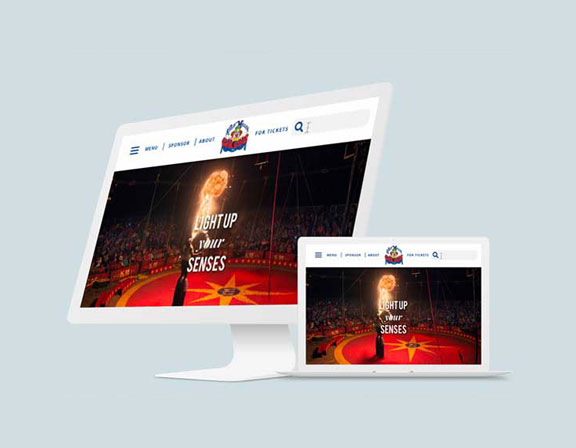 MENU | SPONSOR | ABOUT FOR TICKETS
LIGHT UP
your
SENSES
MENU | SPONSOR | ABOUT FOR TICKETS
LIGHT UP
your
SENSES